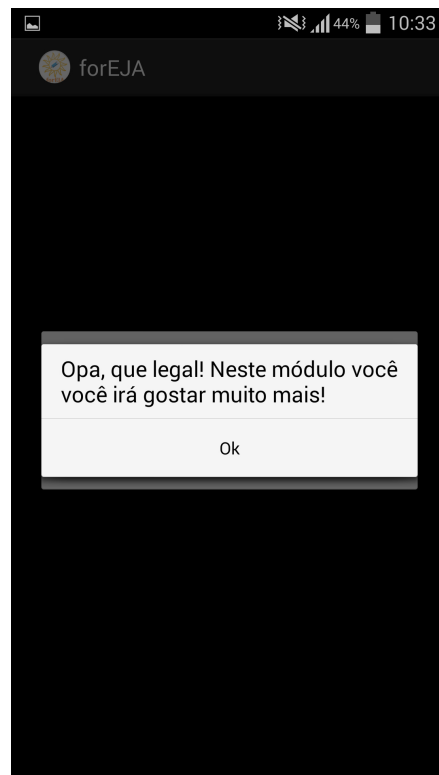 44% 10:33
forEJA
Opa, que legal! Neste módulo você
você irá gostar muito mais!
Ok